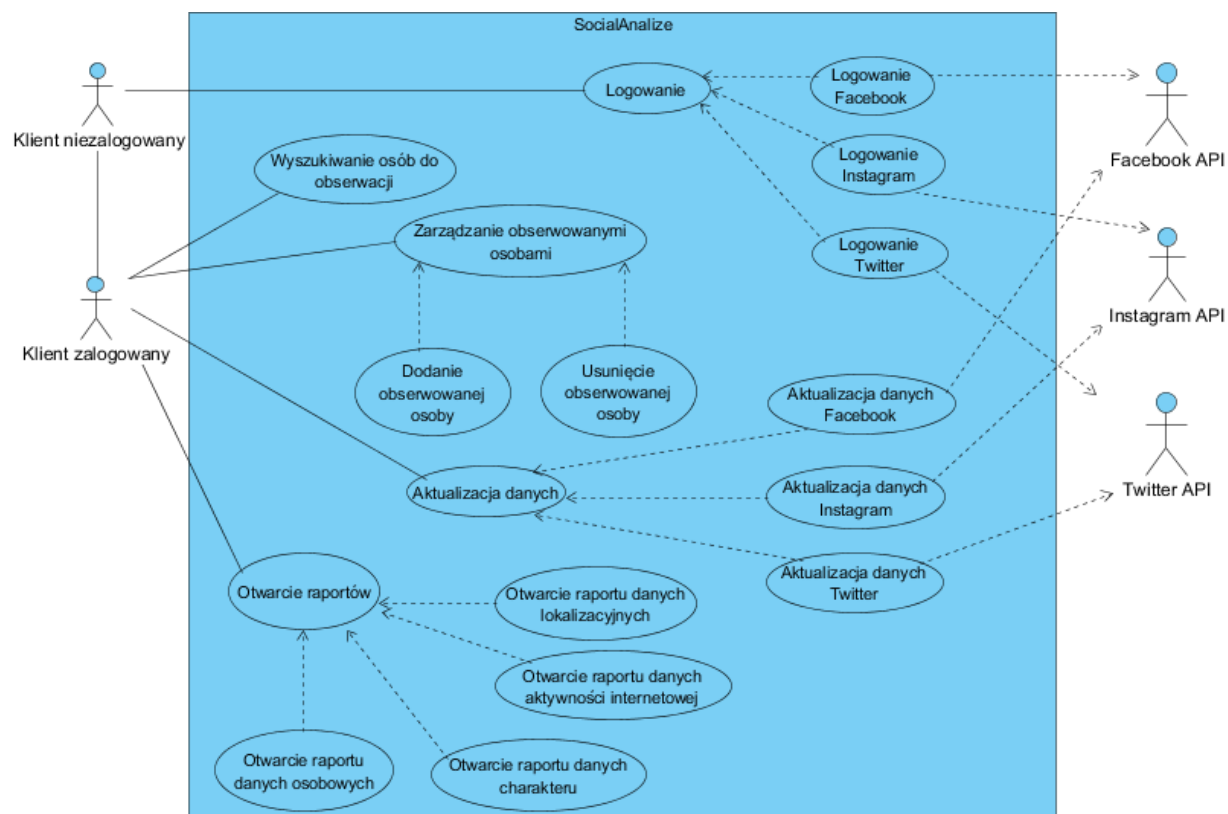 SocialAnalize
Klient niezalogowany
Logowanie
Logowanie
Facebook
Facebook API
Wyszukiwanie osób do
obserwacji
Logowanie
Instagram
Zarządzanie obserwowanymi
osobami
Logowanie
Twitter
Instagram API
Klient zalogowany
Dodanie
obserwowanej
osoby
Usunięcie
obserwowanej
osoby
Aktualizacja danych
Facebook
Aktualizacja danych
Aktualizacja danych
Instagram
Twitter API
Aktualizacja danych
Twitter
Otwarcie raportów
Otwarcie raportu danych
lokalizacyjnych
Otwarcie raportu danych
aktywności internetowej
Otwarcie raportu
danych osobowych
Otwarcie raportu danych
charakteru